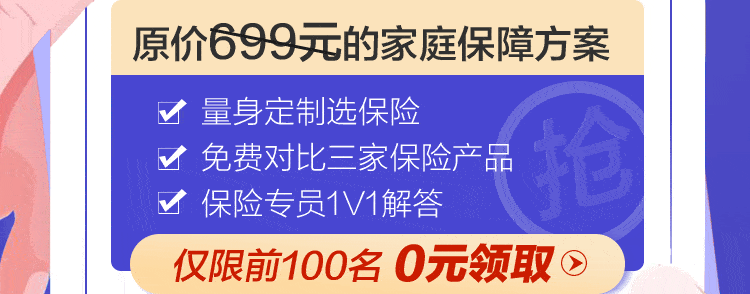 原价699元的家庭保障方案
量身定制选保险
免费对比三家保险产品
保险专员1V1解答
抢
仅限前100名 0元领取